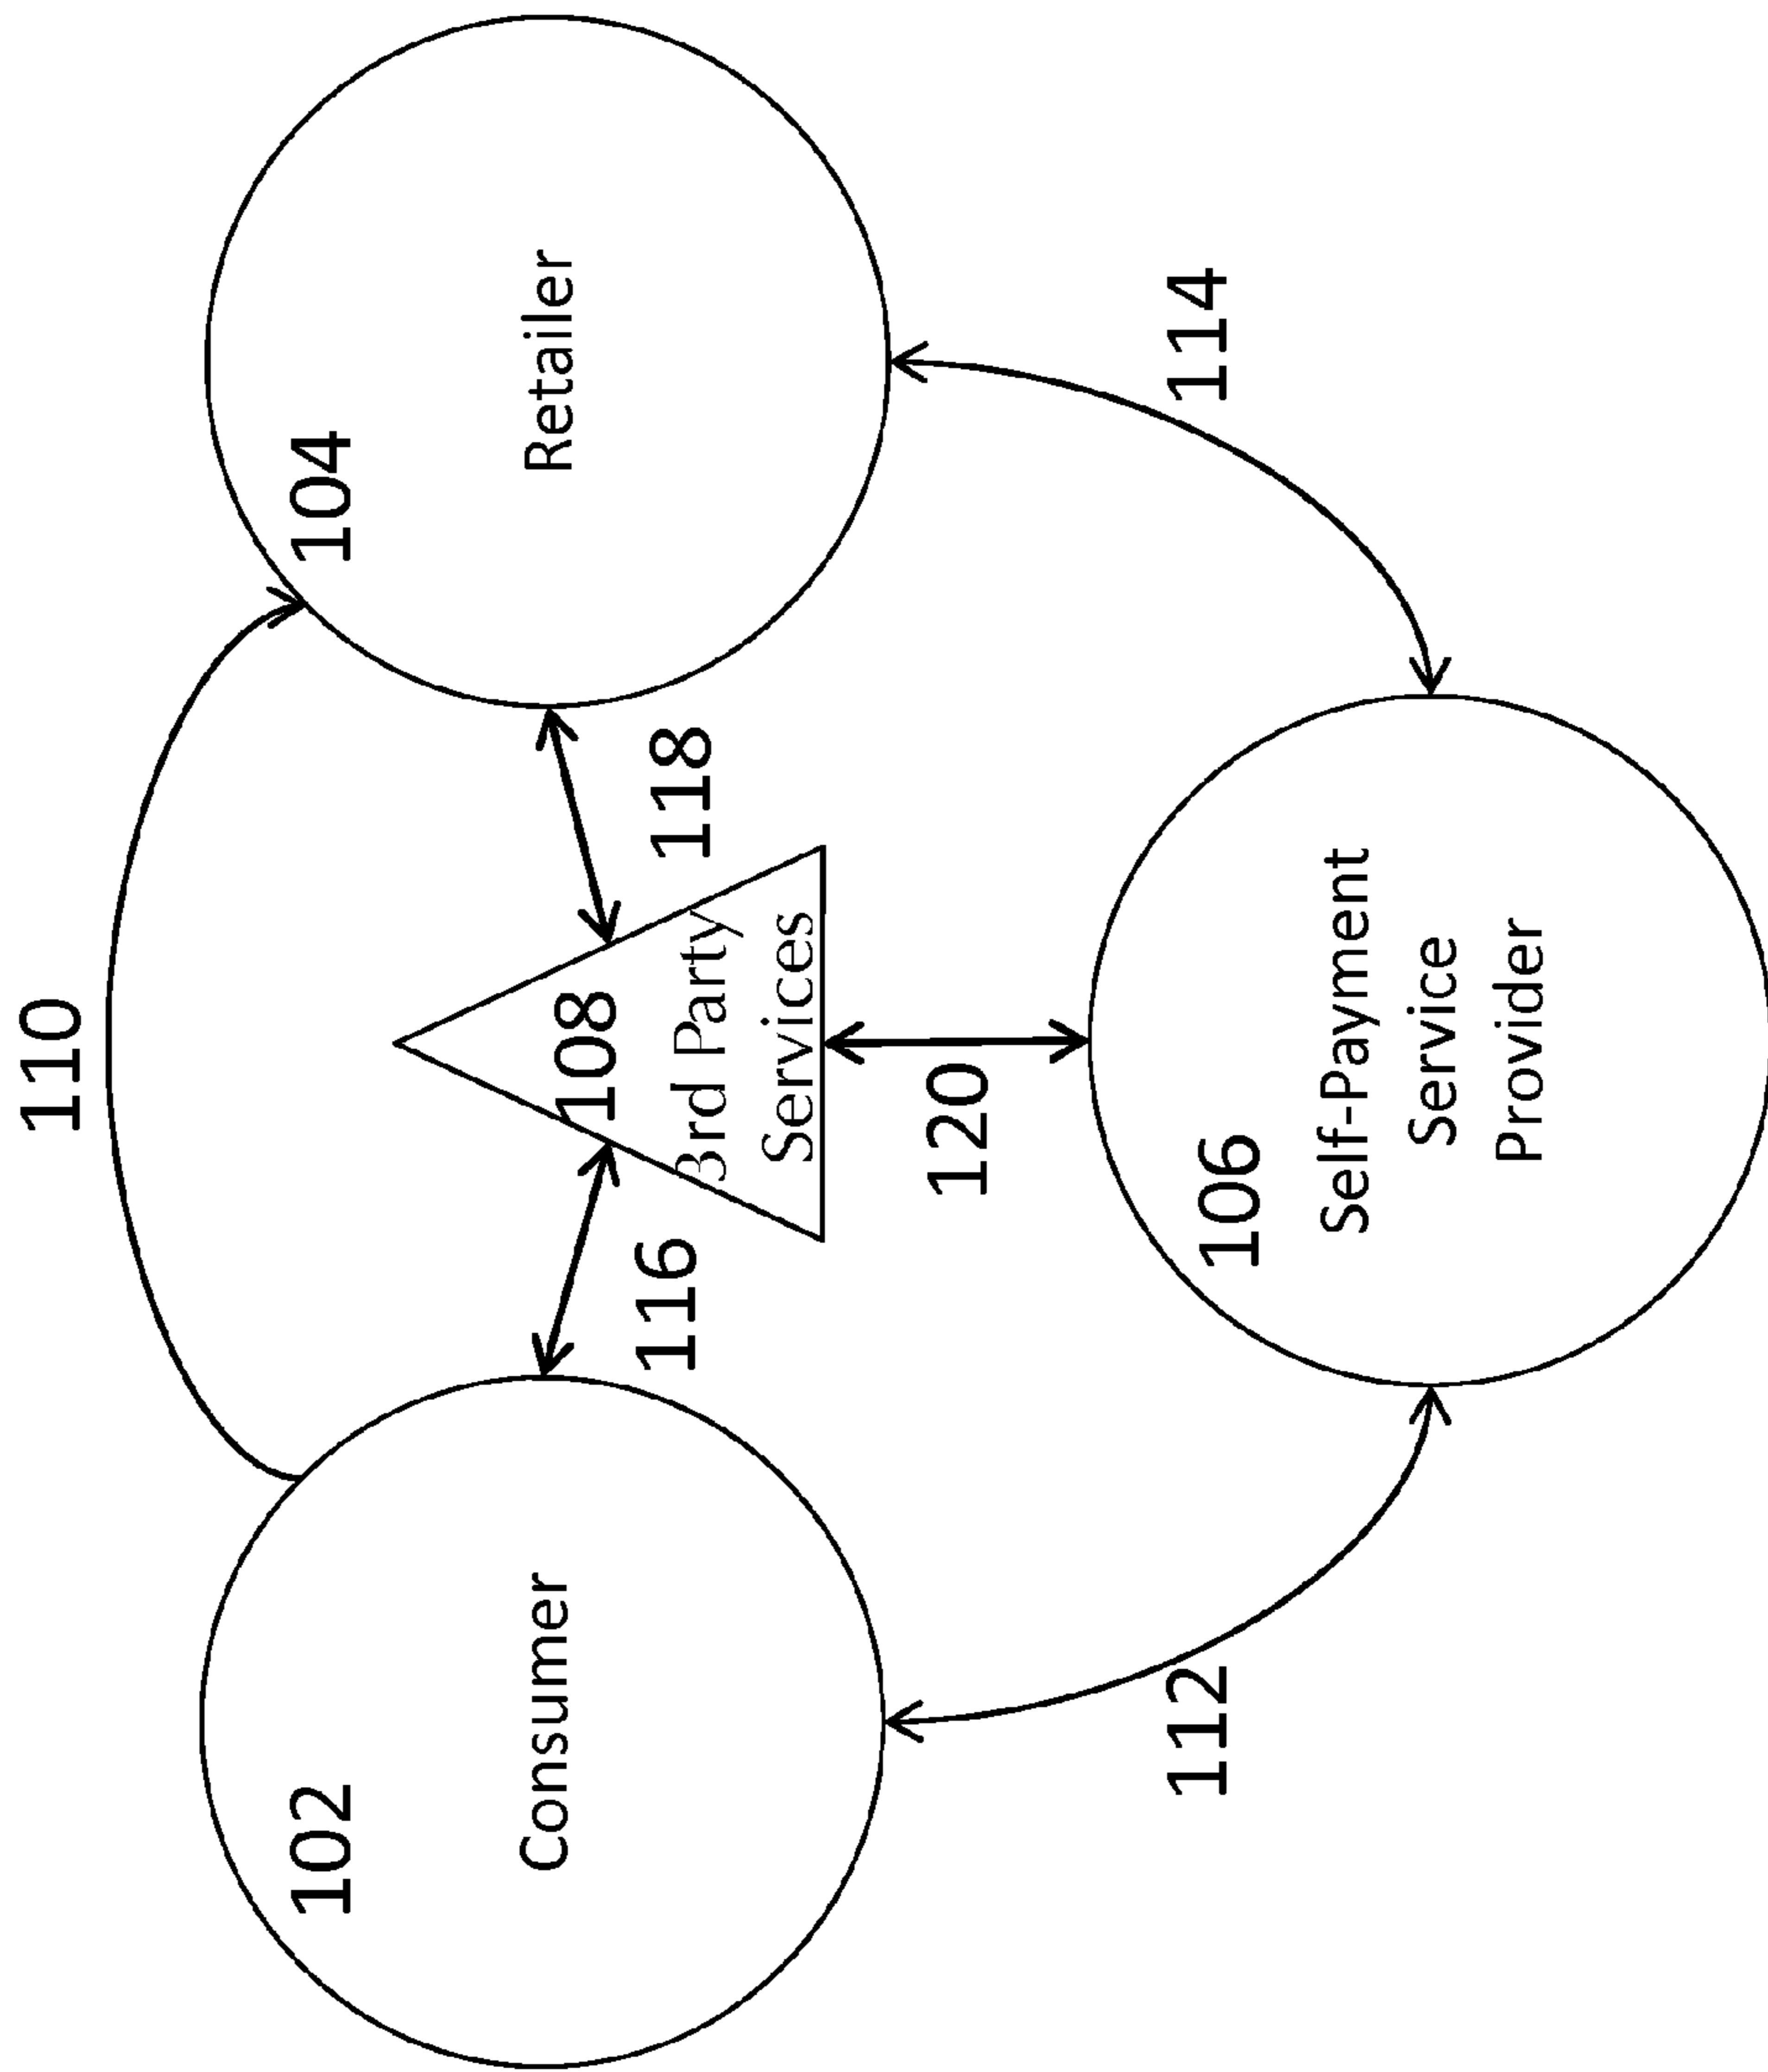 110
102
Consumer
104
Retailer
116
108
3rd Party
Services
118
120
112
114
106
Self-Payment
Service
Provider